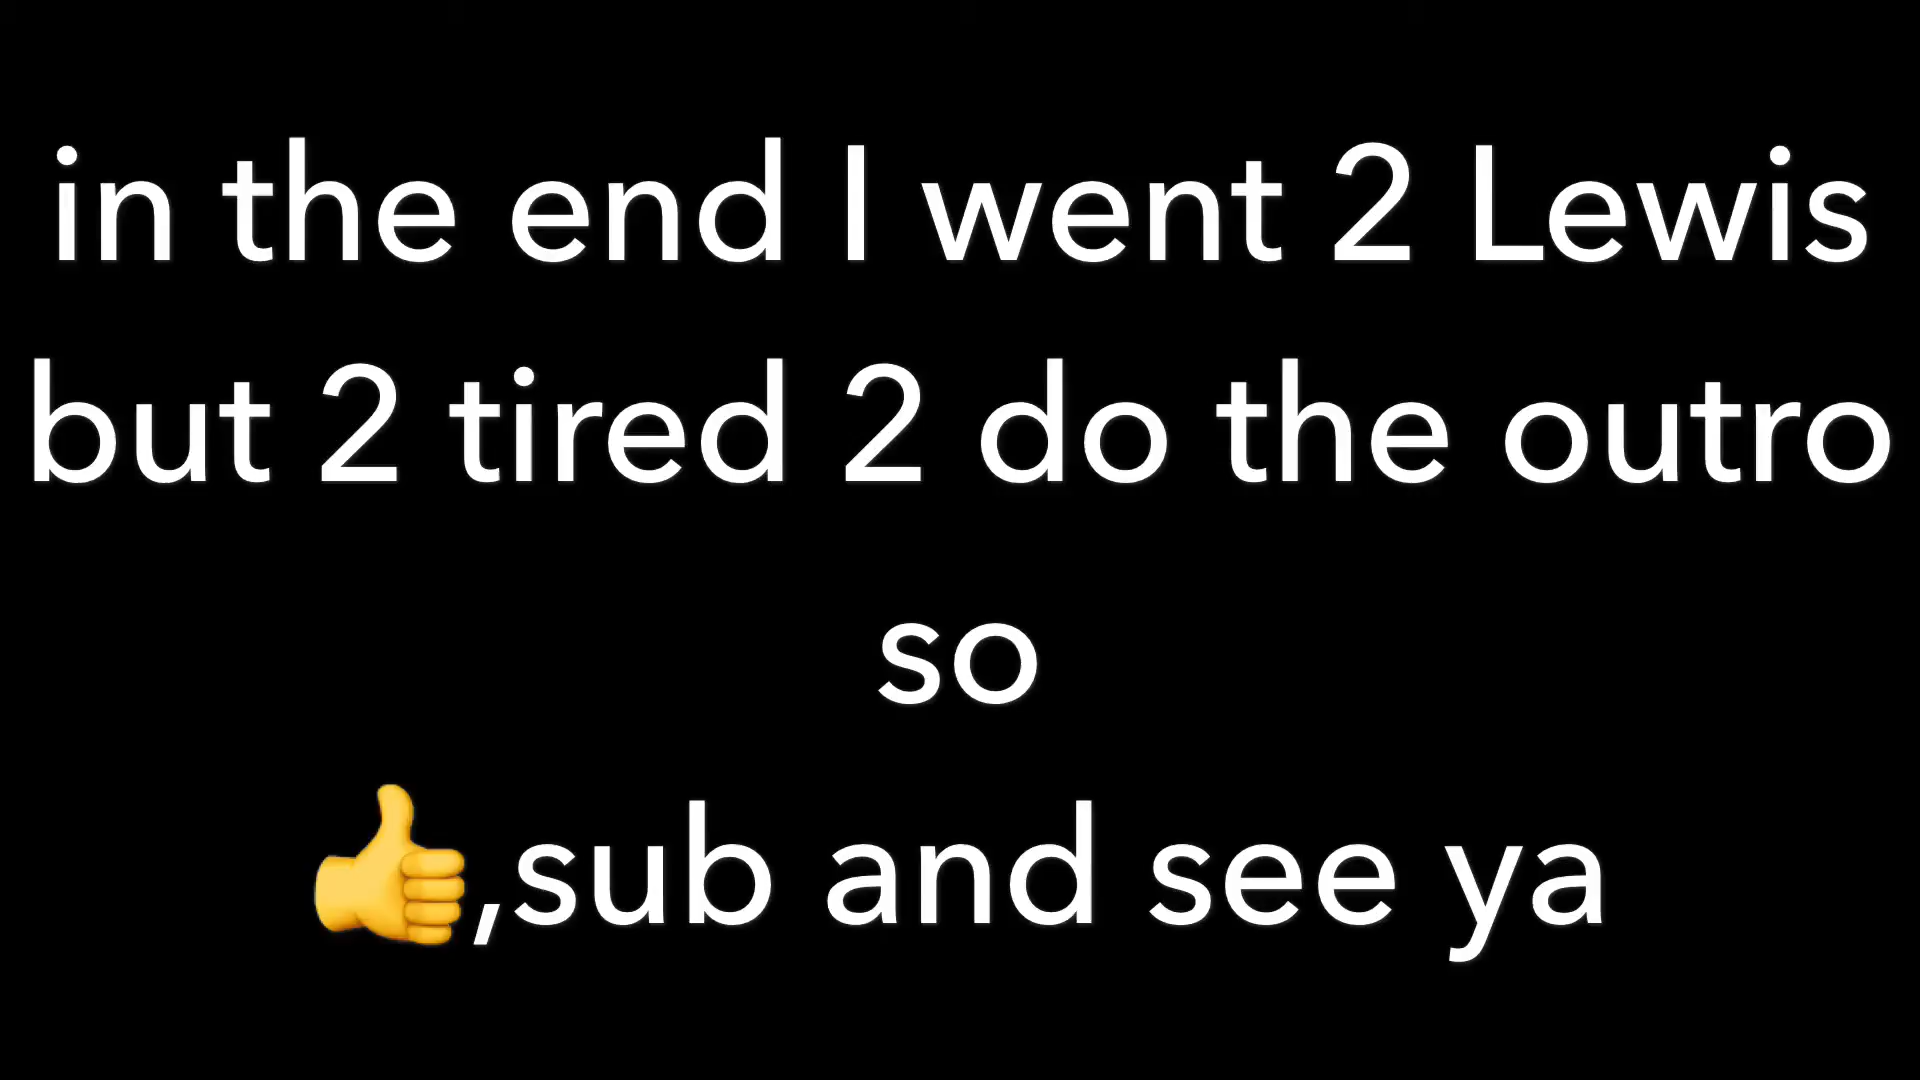 in the end I went 2 Lewis
but 2 tired 2 do the outro
so
👍,sub and see ya